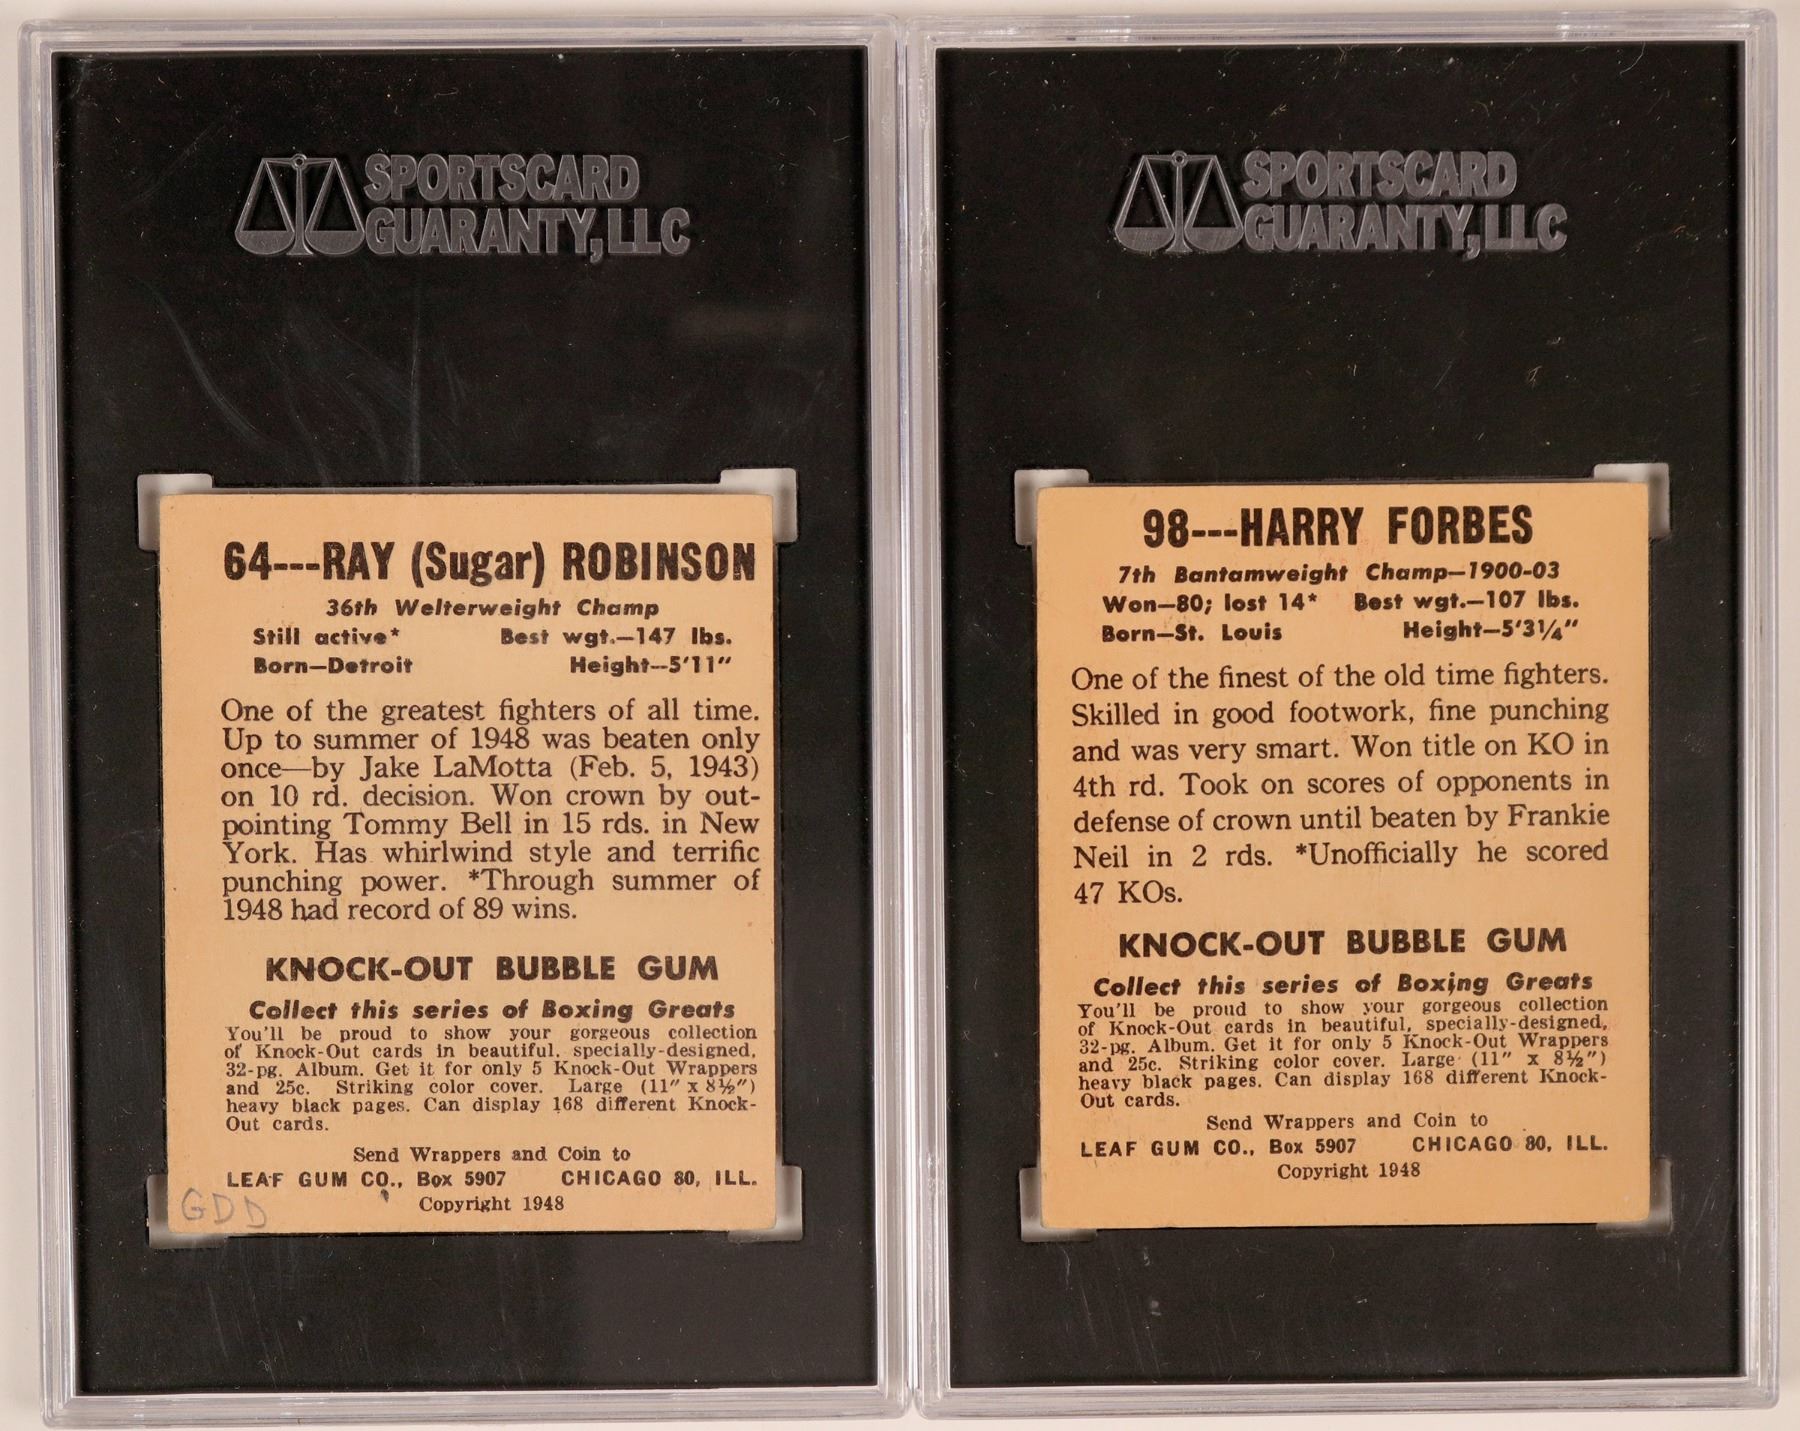 SPORTSCARD
GUARANTY, LLC
64---RAY (Sugar) ROBINSON
36th Welterweight Champ
Still active* Best wgt.—147 lbs.
Born—Detroit Height—5'11"
One of the greatest fighters of all time.
Up to summer of 1948 was beaten only
once—by Jake LaMotta (Feb. 5, 1943)
on 10 rd. decision. Won crown by out-
pointing Tommy Bell in 15 rds. in New
York. Has whirlwind style and terrific
punching power. *Through summer of
1948 had record of 89 wins.
KNOCK-OUT BUBBLE GUM
Collect this series of Boxing Greats
You'll be proud to show your gorgeous collection
of Knock-Out cards in beautiful, specially-designed,
32-pg. Album. Get it for only 5 Knock-Out Wrappers
and 25c. Striking color cover. Large (11" x 8½")
heavy black pages. Can display 168 different Knock-
Out cards.
Send Wrappers and Coin to
LEAF GUM CO., Box 5907 CHICAGO 80, ILL.
Copyright 1948
GDD
SPORTSCARD
GUARANTY, LLC
98---HARRY FORBES
7th Bantamweight Champ—1900-03
Won—80; lost 14* Best wgt.—107 lbs.
Born—St. Louis Height—5'3¼"
One of the finest of the old time fighters.
Skilled in good footwork, fine punching
and was very smart. Won title on KO in
4th rd. Took on scores of opponents in
defense of crown until beaten by Frankie
Neil in 2 rds. *Unofficially he scored
47 KOs.
KNOCK-OUT BUBBLE GUM
Collect this series of Boxing Greats
You'll be proud to show your gorgeous collection
of Knock-Out cards in beautiful, specially-designed,
32-pg. Album. Get it for only 5 Knock-Out Wrappers
and 25c. Striking color cover. Large (11" x 8½")
heavy black pages. Can display 168 different Knock-
Out cards.
Send Wrappers and Coin to
LEAF GUM CO., Box 5907 CHICAGO 80, ILL.
Copyright 1948